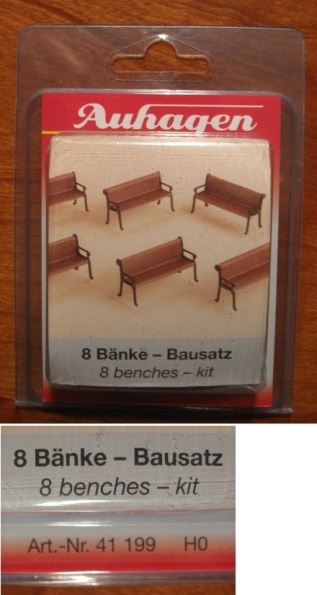 Auhagen
8 Bänke – Bausatz
8 benches – kit
8 Bänke – Bausatz
8 benches – kit
Art.-Nr. 41 199 H0